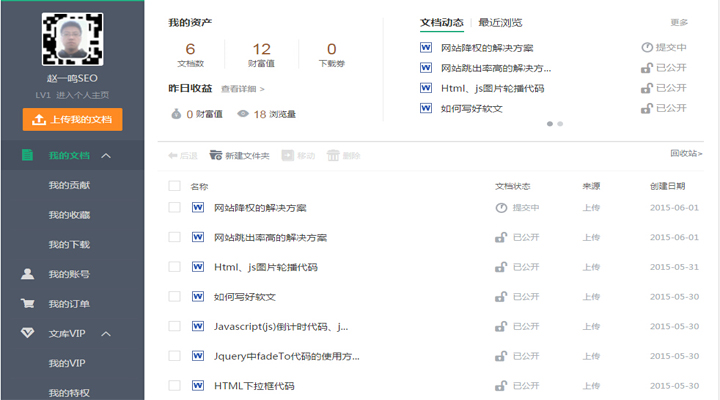 赵一鸣SEO
LV1 进入个人主页
上传我的文档
我的文档
我的贡献
我的收藏
我的下载
我的账号
我的订单
文库VIP
我的VIP
我的特权
我的资产
6 12 0
文档数 财富值 下载券
昨日收益 查看详细 >
0 财富值 18 浏览量
文档动态 最近浏览 更多
网站降权的解决方案 提交中
网站跳出率高的解决方... 已公开
Html、js图片轮播代码 已公开
如何写好软文 已公开
后退 新建文件夹 移动 删除 回收站>
名称 文档状态 来源 创建日期
网站降权的解决方案 提交中 上传 2015-06-01
网站跳出率高的解决方案 已公开 上传 2015-06-01
Html、js图片轮播代码 已公开 上传 2015-05-31
如何写好软文 已公开 上传 2015-05-30
Javascript(js)倒计时代码、j... 已公开 上传 2015-05-30
Jquery中fadeTo代码的使用方... 已公开 上传 2015-05-30
HTML下拉框代码 已公开 上传 2015-05-30